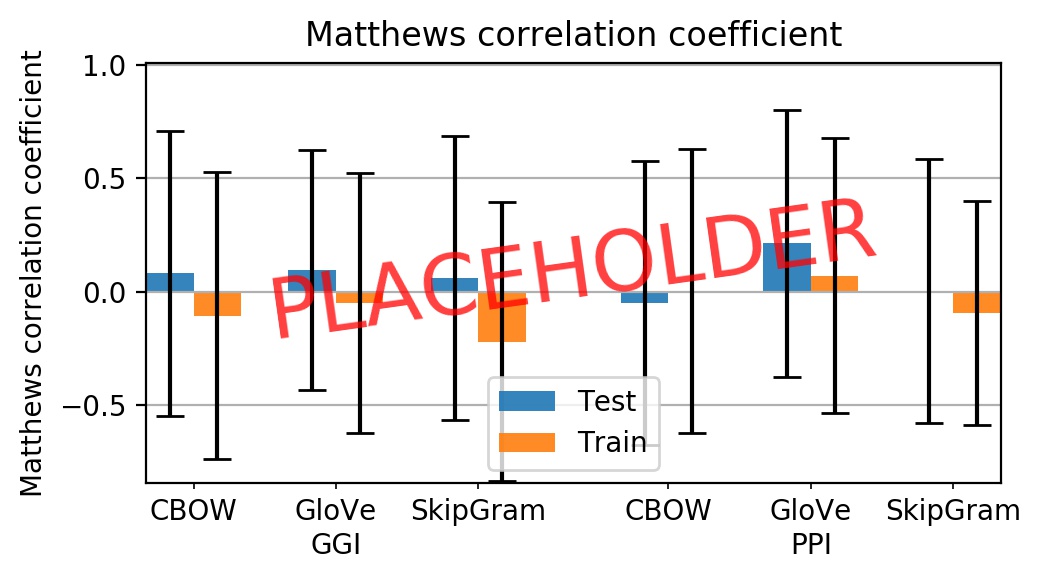 Matthews correlation coefficient
Matthews correlation coefficient
1.0
0.5
0.0
−0.5
PLACEHOLDER
Test
Train
CBOW GloVe SkipGram CBOW GloVe SkipGram
GGI PPI